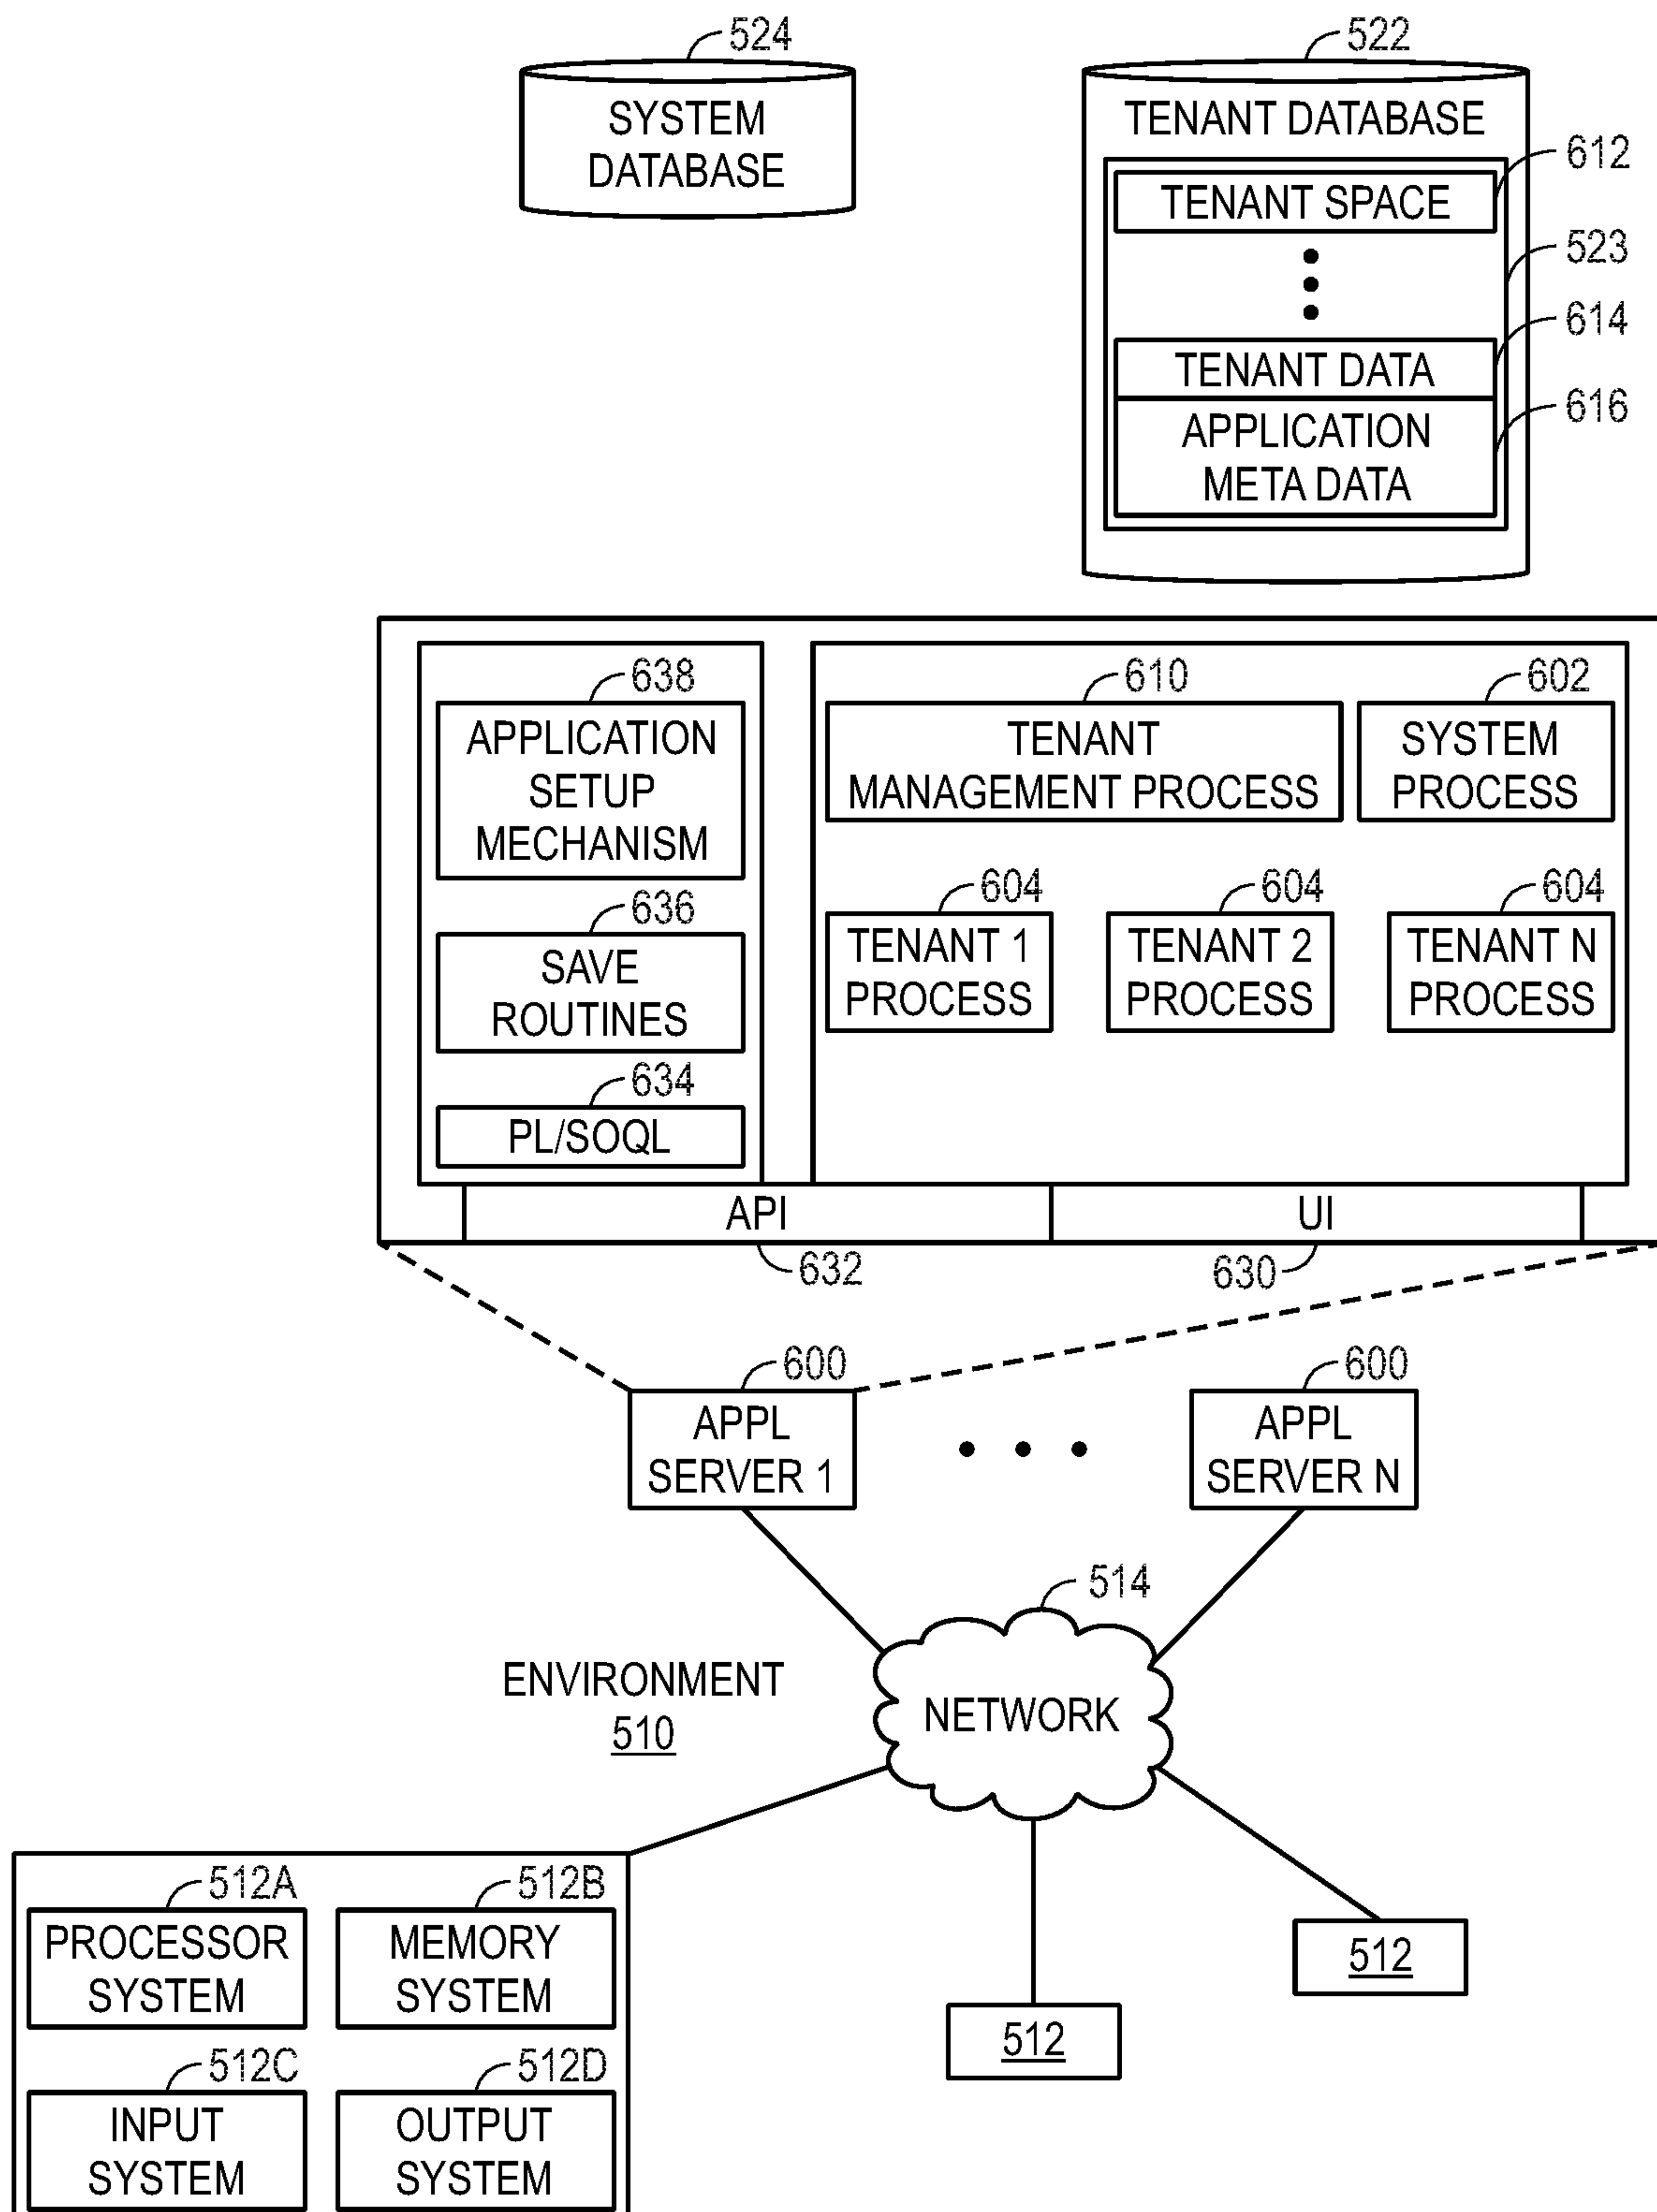 524
SYSTEM
DATABASE
522
TENANT DATABASE
612
TENANT SPACE
523
614
TENANT DATA
616
APPLICATION
META DATA
638
APPLICATION
SETUP
MECHANISM
636
SAVE
ROUTINES
634
PL/SOQL
610
TENANT
MANAGEMENT PROCESS
602
SYSTEM
PROCESS
604
TENANT 1
PROCESS
604
TENANT 2
PROCESS
604
TENANT N
PROCESS
API
UI
632
630
600
APPL
SERVER 1
600
APPL
SERVER N
514
NETWORK
ENVIRONMENT
510
512A
PROCESSOR
SYSTEM
512B
MEMORY
SYSTEM
512C
INPUT
SYSTEM
512D
OUTPUT
SYSTEM
512
512